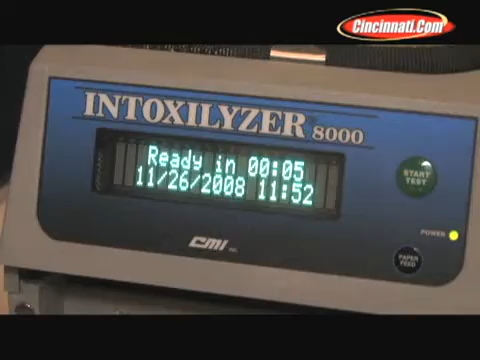 Cincinnati.Com
INTOXILYZER 8000
Ready in 00:05
11/26/2008 11:52
START
TEST
POWER
CMI INC.
PAPER
FEED